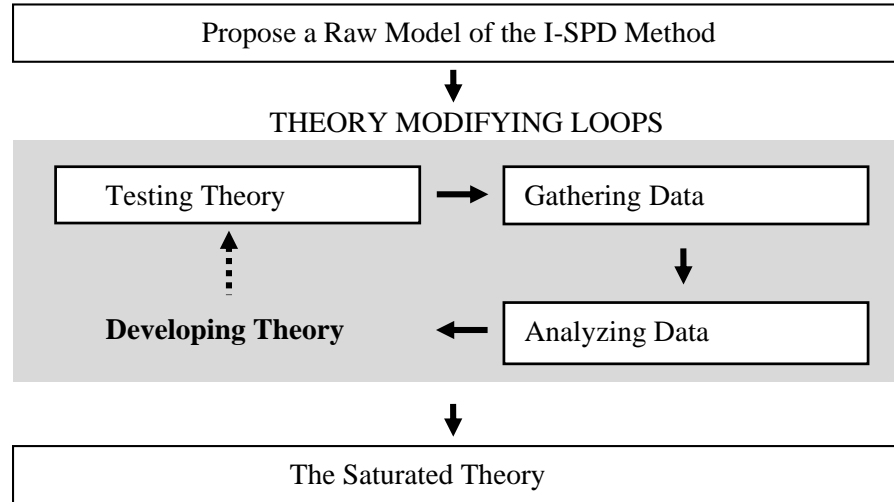 Propose a Raw Model of the I-SPD Method
THEORY MODIFYING LOOPS
Testing Theory
Gathering Data
Developing Theory
Analyzing Data
The Saturated Theory